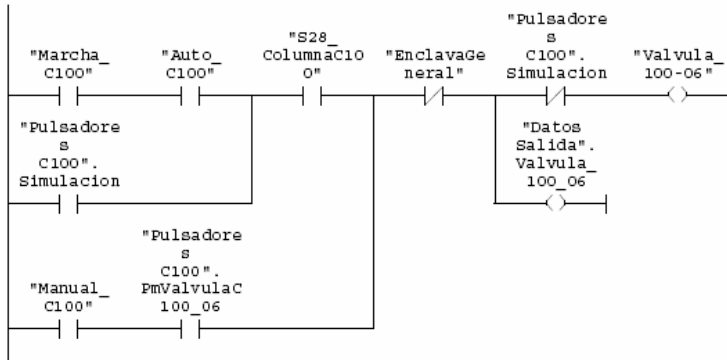 "Marcha_
C100"
"Auto_
C100"
"S28_
ColumnaC10
0"
"EnclavaGe
neral"
"Pulsadore
s
C100".
Simulacion
"Valvula_
100-06"
"Pulsadore
s
C100".
Simulacion
"Datos
Salida".
Valvula_
100_06
"Manual_
C100"
"Pulsadore
s
C100".
PmValvulaC
100_06